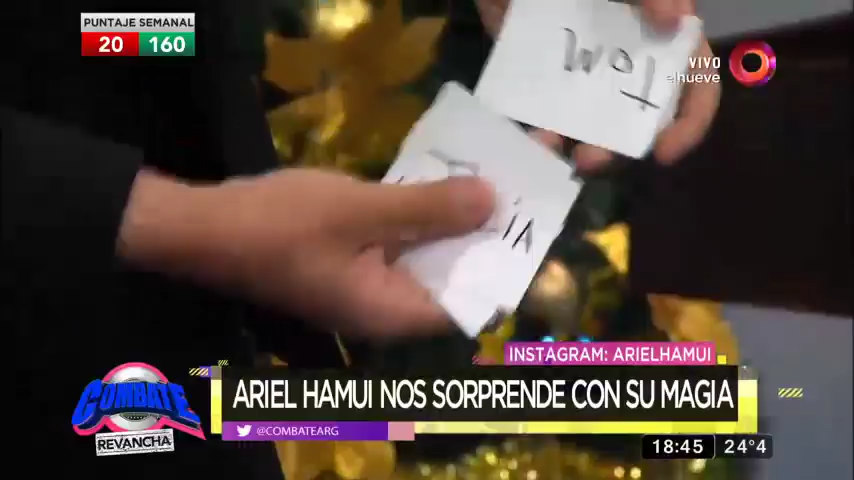 PUNTAJE SEMANAL
20 160
VIVO
elnueve
Tom
INSTAGRAM: ARIELHAMUI
COMBATE
REVANCHA
ARIEL HAMUI NOS SORPRENDE CON SU MAGIA
@COMBATEARG
18:45 24°4